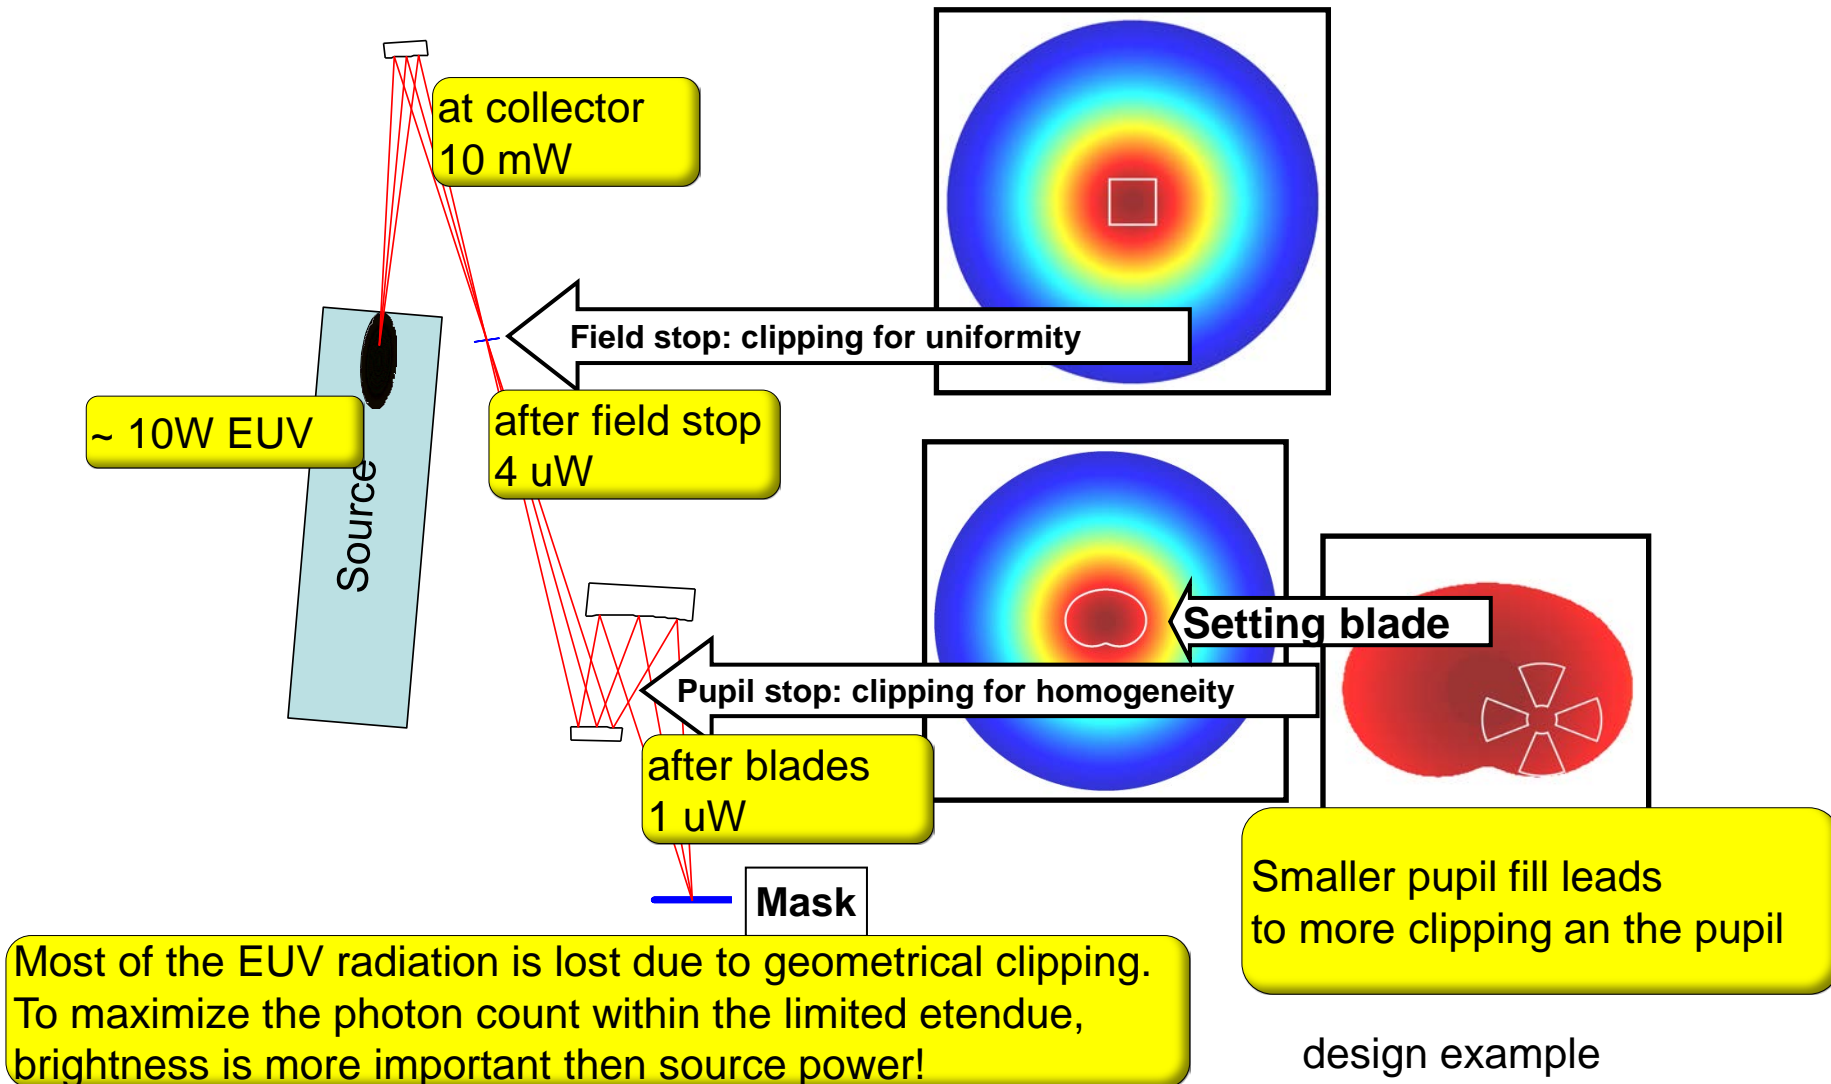 at collector
10 mW
Field stop: clipping for uniformity
~ 10W EUV
Source
after field stop
4 uW
Setting blade
Pupil stop: clipping for homogeneity
after blades
1 uW
Mask
Smaller pupil fill leads
to more clipping an the pupil
Most of the EUV radiation is lost due to geometrical clipping.
To maximize the photon count within the limited etendue,
brightness is more important then source power!
design example